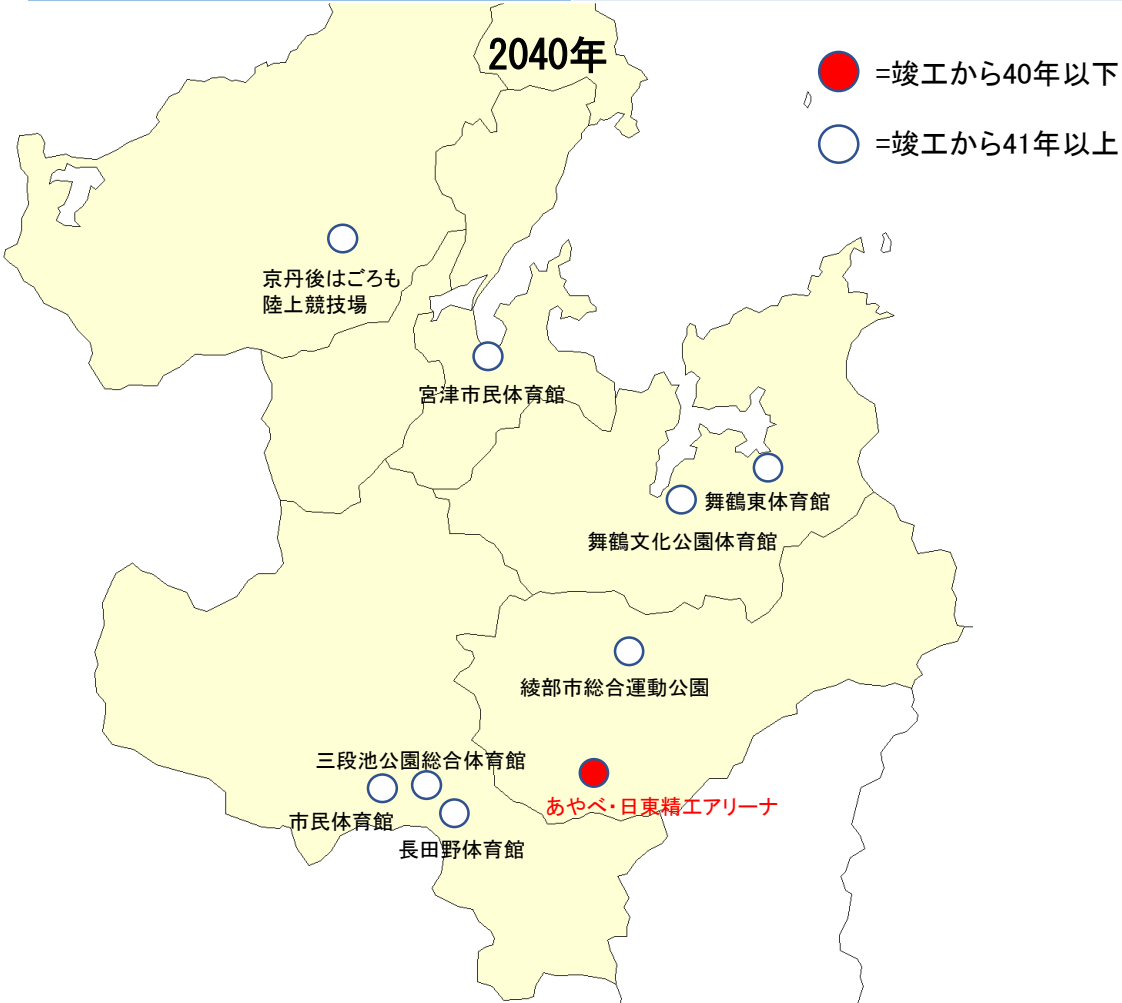 2040年
=竣工から40年以下
=竣工から41年以上
京丹後はごろも
陸上競技場
宮津市民体育館
舞鶴東体育館
舞鶴文化公園体育館
綾部市総合運動公園
三段池公園総合体育館
あやべ・日東精工アリーナ
市民体育館
長田野体育館